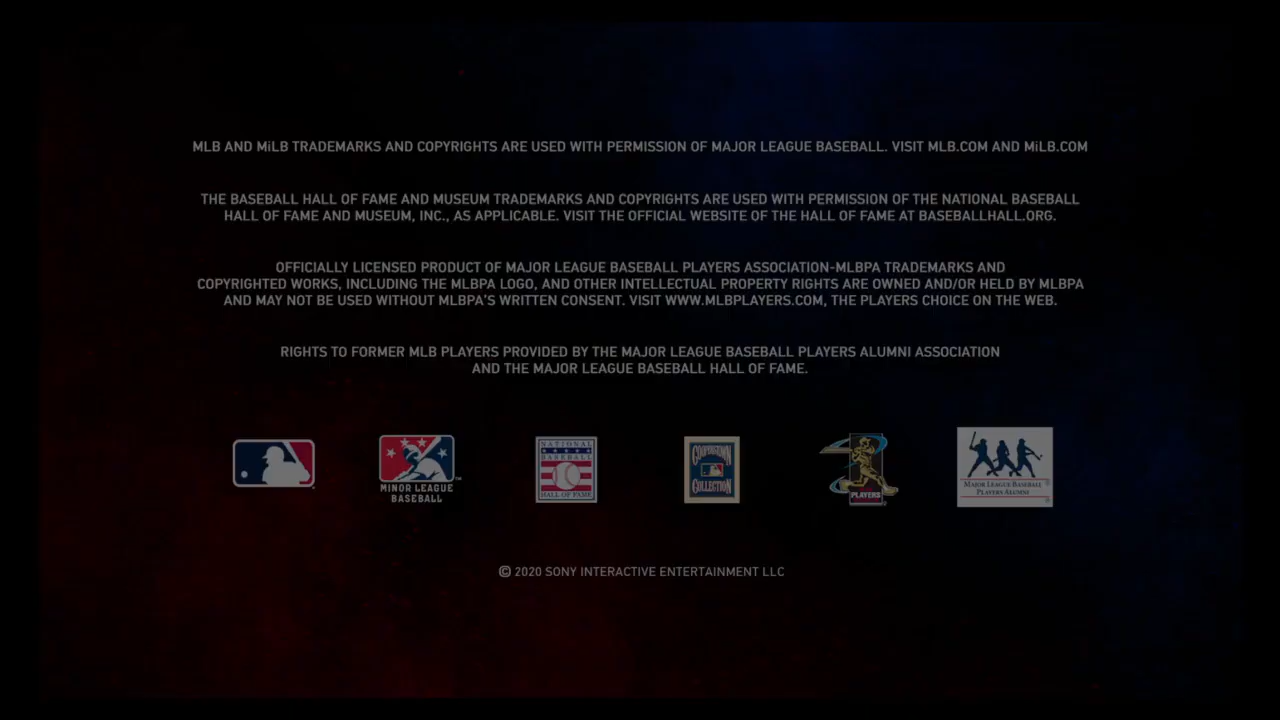 MLB AND MiLB TRADEMARKS AND COPYRIGHTS ARE USED WITH PERMISSION OF MAJOR LEAGUE BASEBALL. VISIT MLB.COM AND MiLB.COM
THE BASEBALL HALL OF FAME AND MUSEUM TRADEMARKS AND COPYRIGHTS ARE USED WITH PERMISSION OF THE NATIONAL BASEBALL
HALL OF FAME AND MUSEUM, INC., AS APPLICABLE. VISIT THE OFFICIAL WEBSITE OF THE HALL OF FAME AT BASEBALLHALL.ORG.
OFFICIALLY LICENSED PRODUCT OF MAJOR LEAGUE BASEBALL PLAYERS ASSOCIATION-MLBPA TRADEMARKS AND
COPYRIGHTED WORKS, INCLUDING THE MLBPA LOGO, AND OTHER INTELLECTUAL PROPERTY RIGHTS ARE OWNED AND/OR HELD BY MLBPA
AND MAY NOT BE USED WITHOUT MLBPA'S WRITTEN CONSENT. VISIT WWW.MLBPLAYERS.COM, THE PLAYERS CHOICE ON THE WEB.
RIGHTS TO FORMER MLB PLAYERS PROVIDED BY THE MAJOR LEAGUE BASEBALL PLAYERS ALUMNI ASSOCIATION
AND THE MAJOR LEAGUE BASEBALL HALL OF FAME.
MINOR LEAGUE
BASEBALL
NATIONAL
BASEBALL
HALL OF FAME
COOPERSTOWN
COLLECTION
PLAYERS
MAJOR LEAGUE BASEBALL
PLAYERS ALUMNI
© 2020 SONY INTERACTIVE ENTERTAINMENT LLC